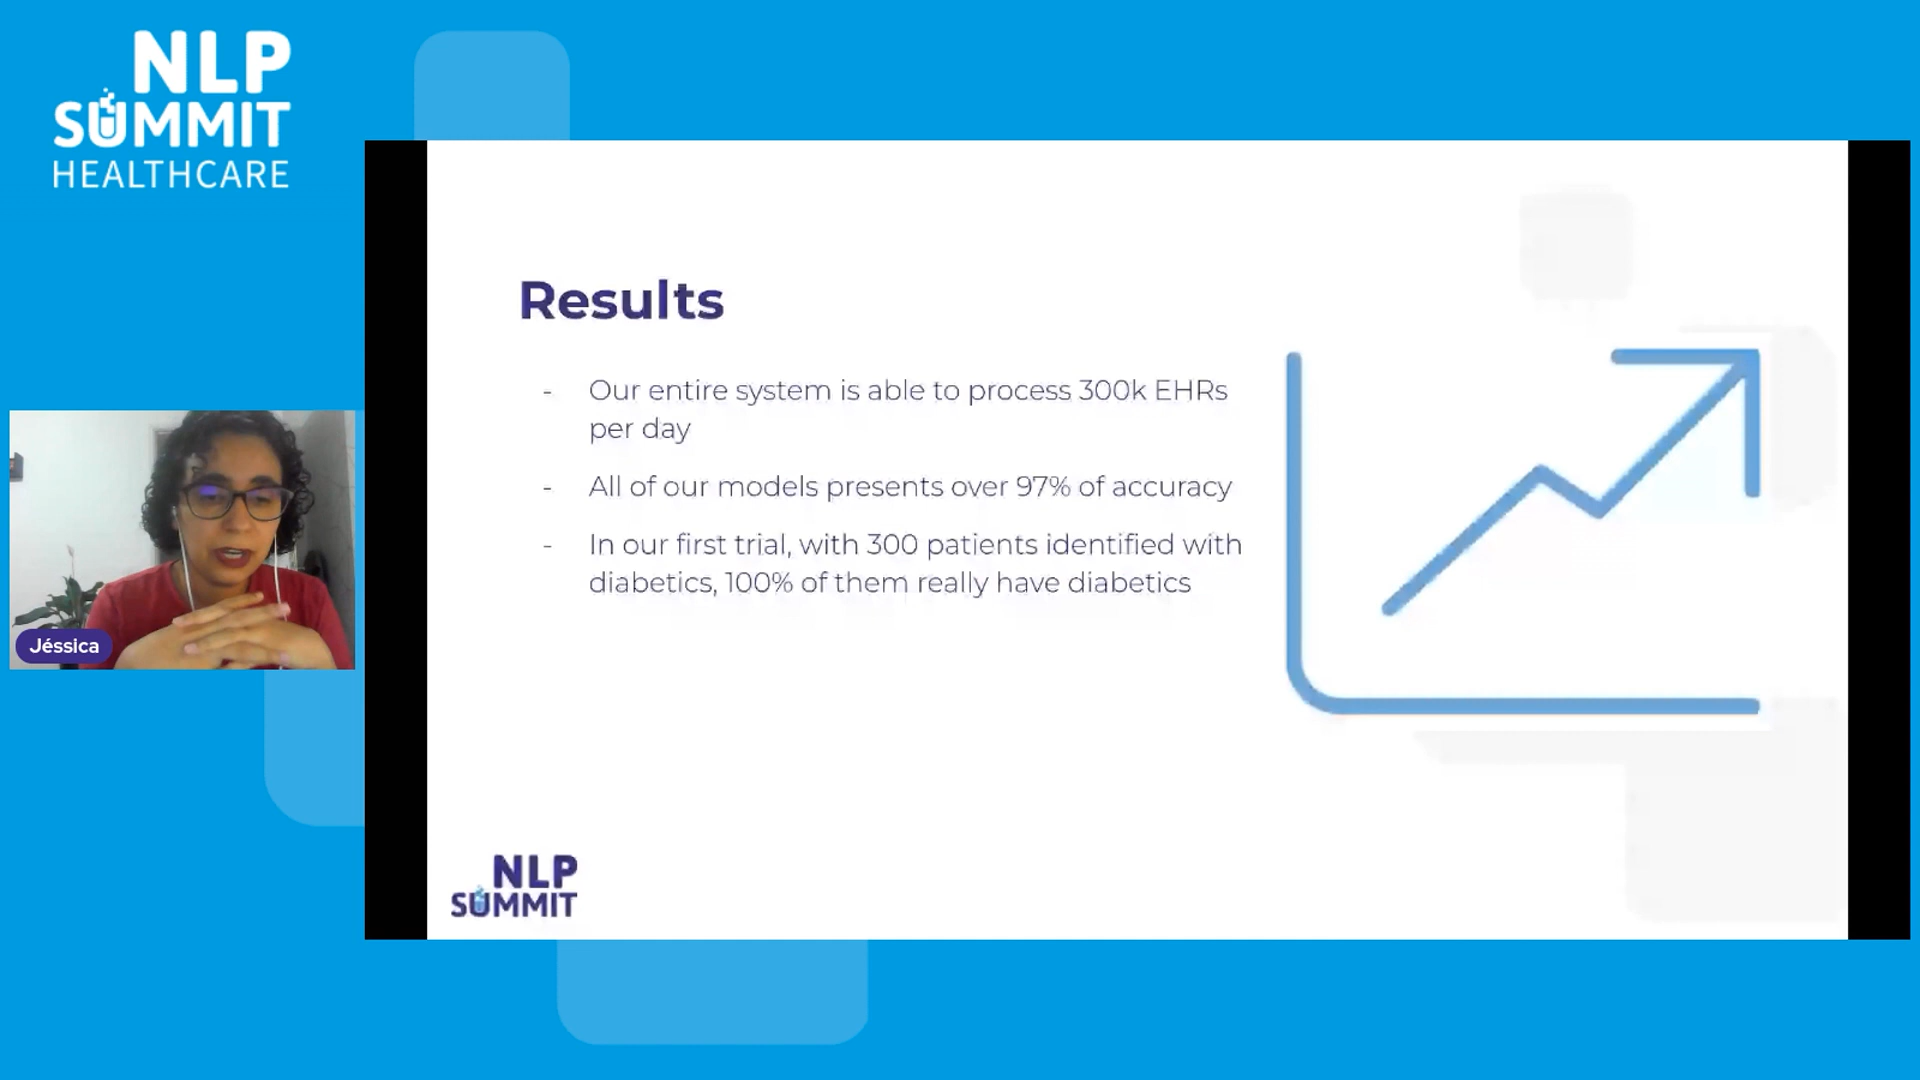 NLP
SUMMIT
HEALTHCARE
Results
- Our entire system is able to process 300k EHRs
per day
- All of our models presents over 97% of accuracy
- In our first trial, with 300 patients identified with
diabetics, 100% of them really have diabetics
Jéssica
NLP
SUMMIT